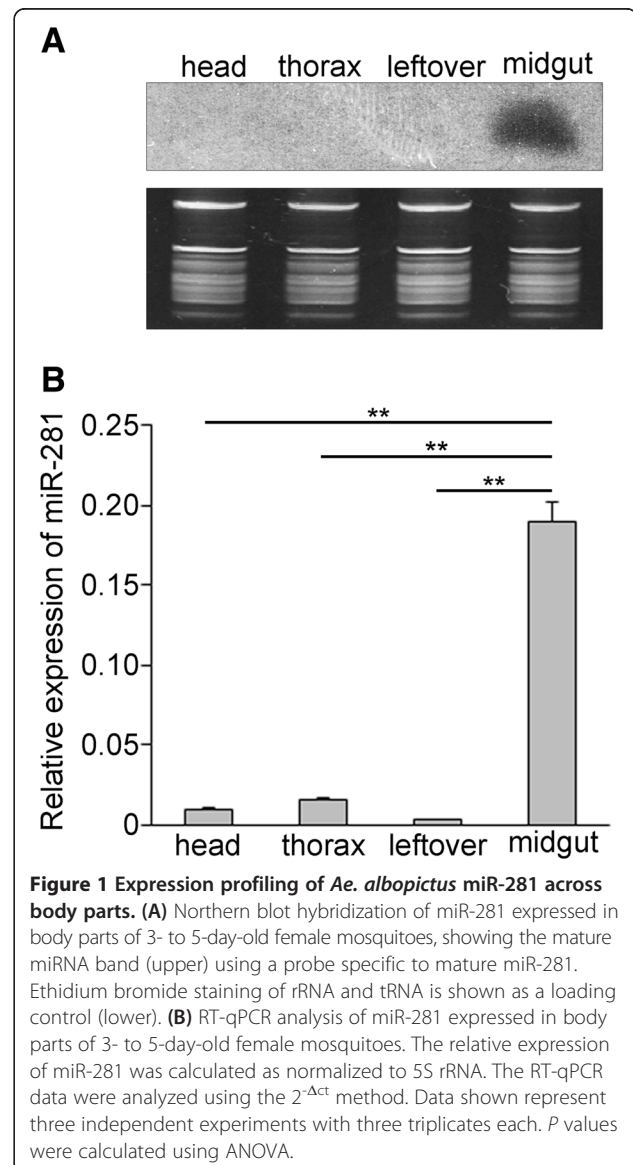 A
head thorax leftover midgut
B
Relative expression of miR-281
0.25
0.20
0.15
0.10
0.05
0
**
**
**
head thorax leftover midgut
Figure 1 Expression profiling of Ae. albopictus miR-281 across
body parts. (A) Northern blot hybridization of miR-281 expressed in
body parts of 3- to 5-day-old female mosquitoes, showing the mature
miRNA band (upper) using a probe specific to mature miR-281.
Ethidium bromide staining of rRNA and tRNA is shown as a loading
control (lower). (B) RT-qPCR analysis of miR-281 expressed in body
parts of 3- to 5-day-old female mosquitoes. The relative expression
of miR-281 was calculated as normalized to 5S rRNA. The RT-qPCR
data were analyzed using the 2-Δct method. Data shown represent
three independent experiments with three triplicates each. P values
were calculated using ANOVA.